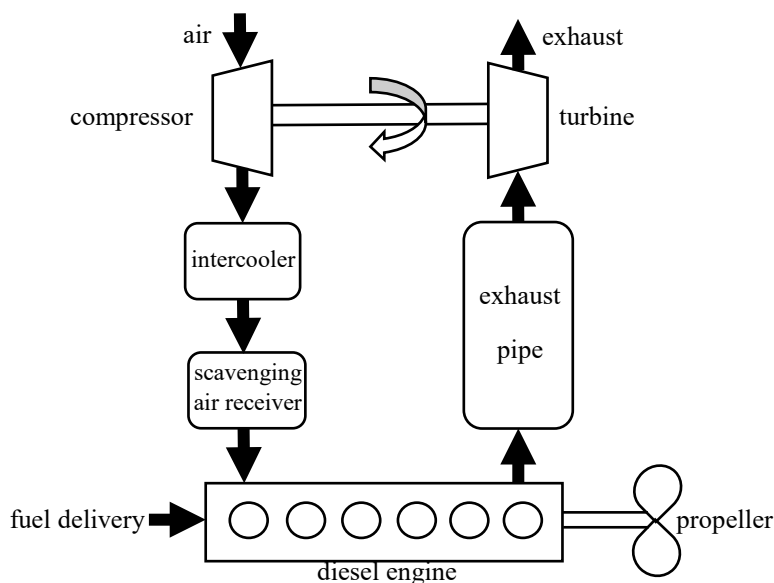 air
exhaust
compressor
turbine
intercooler
exhaust
pipe
scavenging
air receiver
fuel delivery
propeller
diesel engine